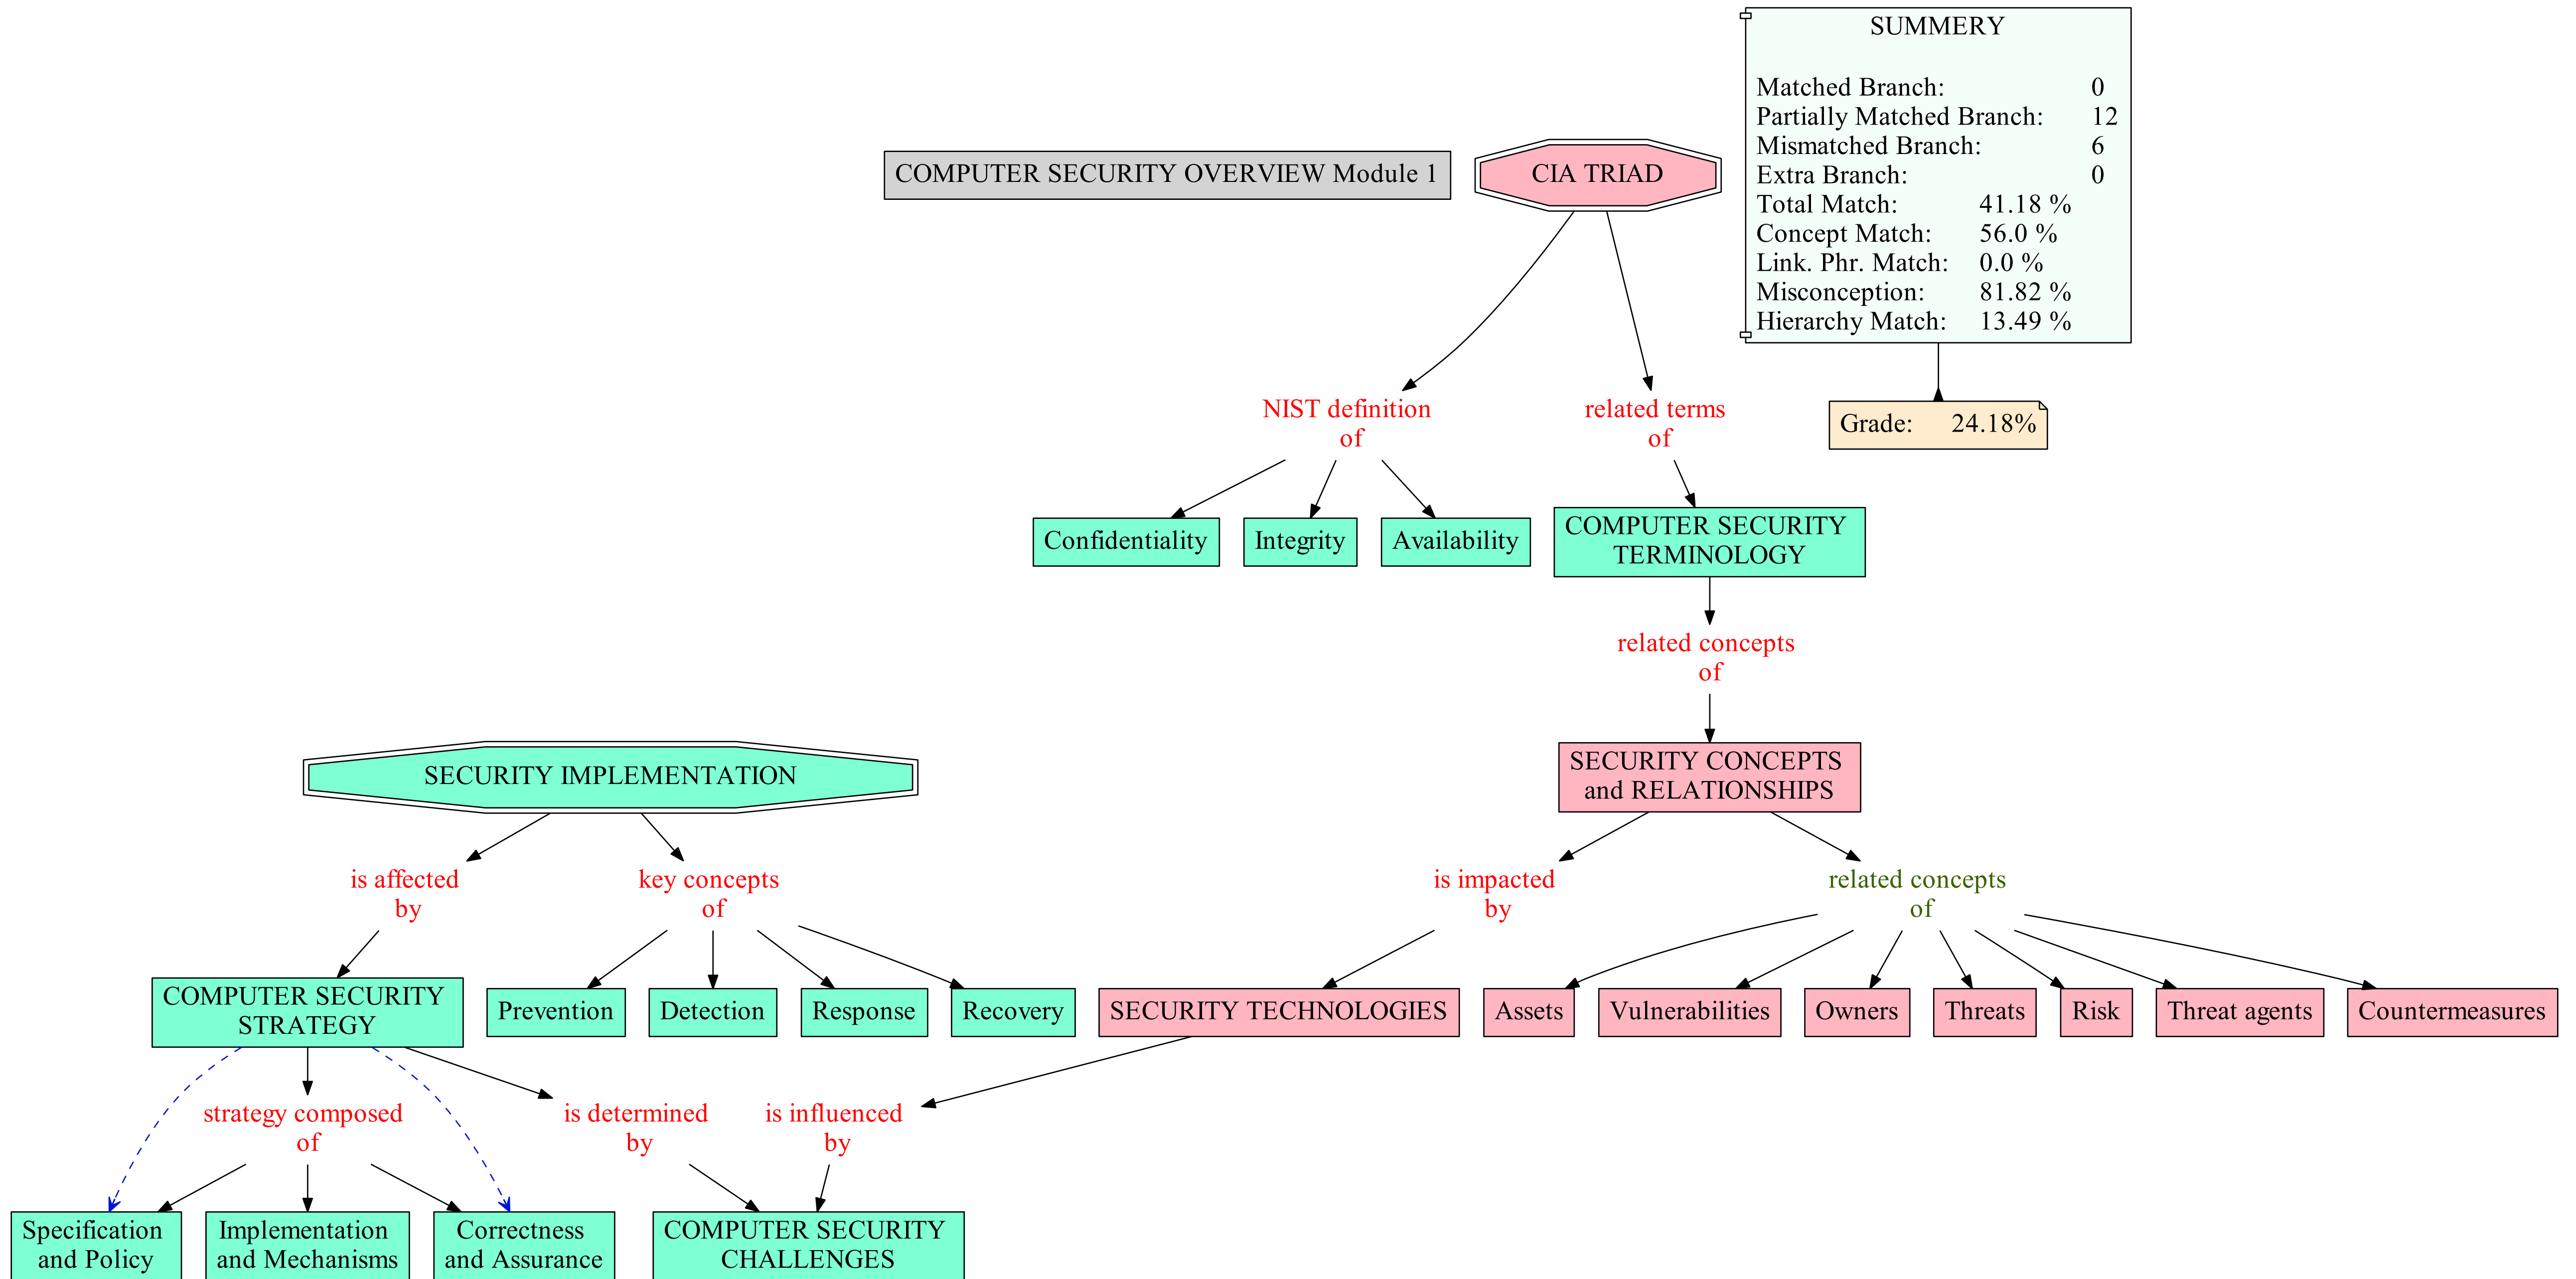 SUMMERY
Matched Branch: 0
Partially Matched Branch: 12
Mismatched Branch: 6
Extra Branch: 0
Total Match: 41.18 %
Concept Match: 56.0 %
Link. Phr. Match: 0.0 %
Misconception: 81.82 %
Hierarchy Match: 13.49 %
COMPUTER SECURITY OVERVIEW Module 1
CIA TRIAD
Grade: 24.18%
NIST definition
of
related terms
of
Confidentiality
Integrity
Availability
COMPUTER SECURITY
TERMINOLOGY
related concepts
of
SECURITY IMPLEMENTATION
SECURITY CONCEPTS
and RELATIONSHIPS
is affected
by
key concepts
of
is impacted
by
related concepts
of
COMPUTER SECURITY
STRATEGY
Prevention
Detection
Response
Recovery
SECURITY TECHNOLOGIES
Assets
Vulnerabilities
Owners
Threats
Risk
Threat agents
Countermeasures
strategy composed
of
is determined
by
is influenced
by
Specification
and Policy
Implementation
and Mechanisms
Correctness
and Assurance
COMPUTER SECURITY
CHALLENGES